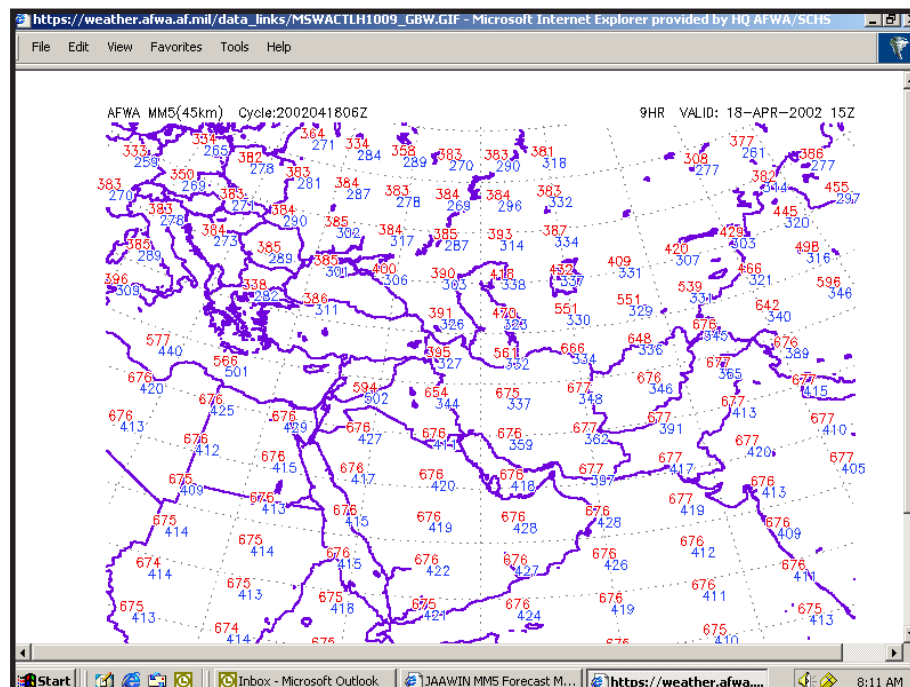 https://weather.afwa.af.mil/data_links/MSWACTLH1009_GBW.GIF - Microsoft Internet Explorer provided by HQ AFWA/SCHS
File Edit View Favorites Tools Help
AFWA MM5(45km) Cycle:2002041806Z 9HR VALID: 18-APR-2002 15Z
333 334 364 334 358 383 383 381 308 377 386
259 265 271 284 289 270 290 318 277 261 277
383 350 382 383 384 383 384 384 383 382 455
270 269 278 281 287 278 269 296 332 314 297
383 383 384 385 384 385 393 387 445
278 271 290 302 317 287 314 334 320
385 384 385 385 400 390 418 432 409 420 429 498
289 273 289 301 306 303 338 337 331 307 303 316
396 338 386 391 470 551 551 539 466 596
309 282 311 326 323 330 329 331 321 346
577 566 395 561 666 648 676 642
440 501 327 332 334 336 345 340
676 676 594 654 675 677 676 677 676
420 425 502 344 337 348 346 365 389
676 676 676 676 676 676 677 677 677 677
413 412 429 427 411 359 362 391 413 415
675 676 676 676 676 677 677 677 677
409 415 417 420 418 397 417 420 410
675 676 676 676 676 676 677 676 677
414 413 415 419 428 428 419 413 405
674 675 676 676 676 676 676 676
414 414 415 422 427 426 412 409
675 675 675 675 676 676 676 676
413 413 418 421 424 419 411 411
674 675 675 675 675
414 410 413
Start Inbox - Microsoft Outlook JAAWIN MM5 Forecast M... https://weather.afwa.... 8:11 AM